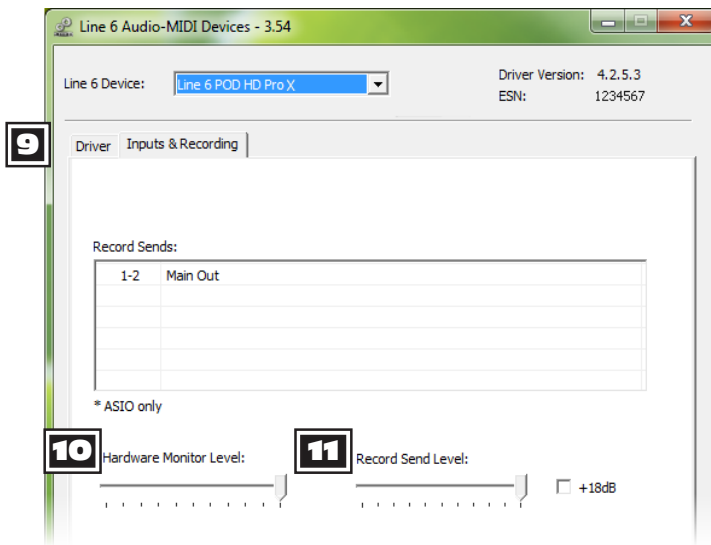 Line 6 Audio-MIDI Devices - 3.54
Line 6 Device: Line 6 POD HD Pro X
Driver Version: 4.2.5.3
ESN: 1234567
9
Driver Inputs & Recording
Record Sends:
1-2 Main Out
* ASIO only
10 Hardware Monitor Level: 11 Record Send Level:
+18dB